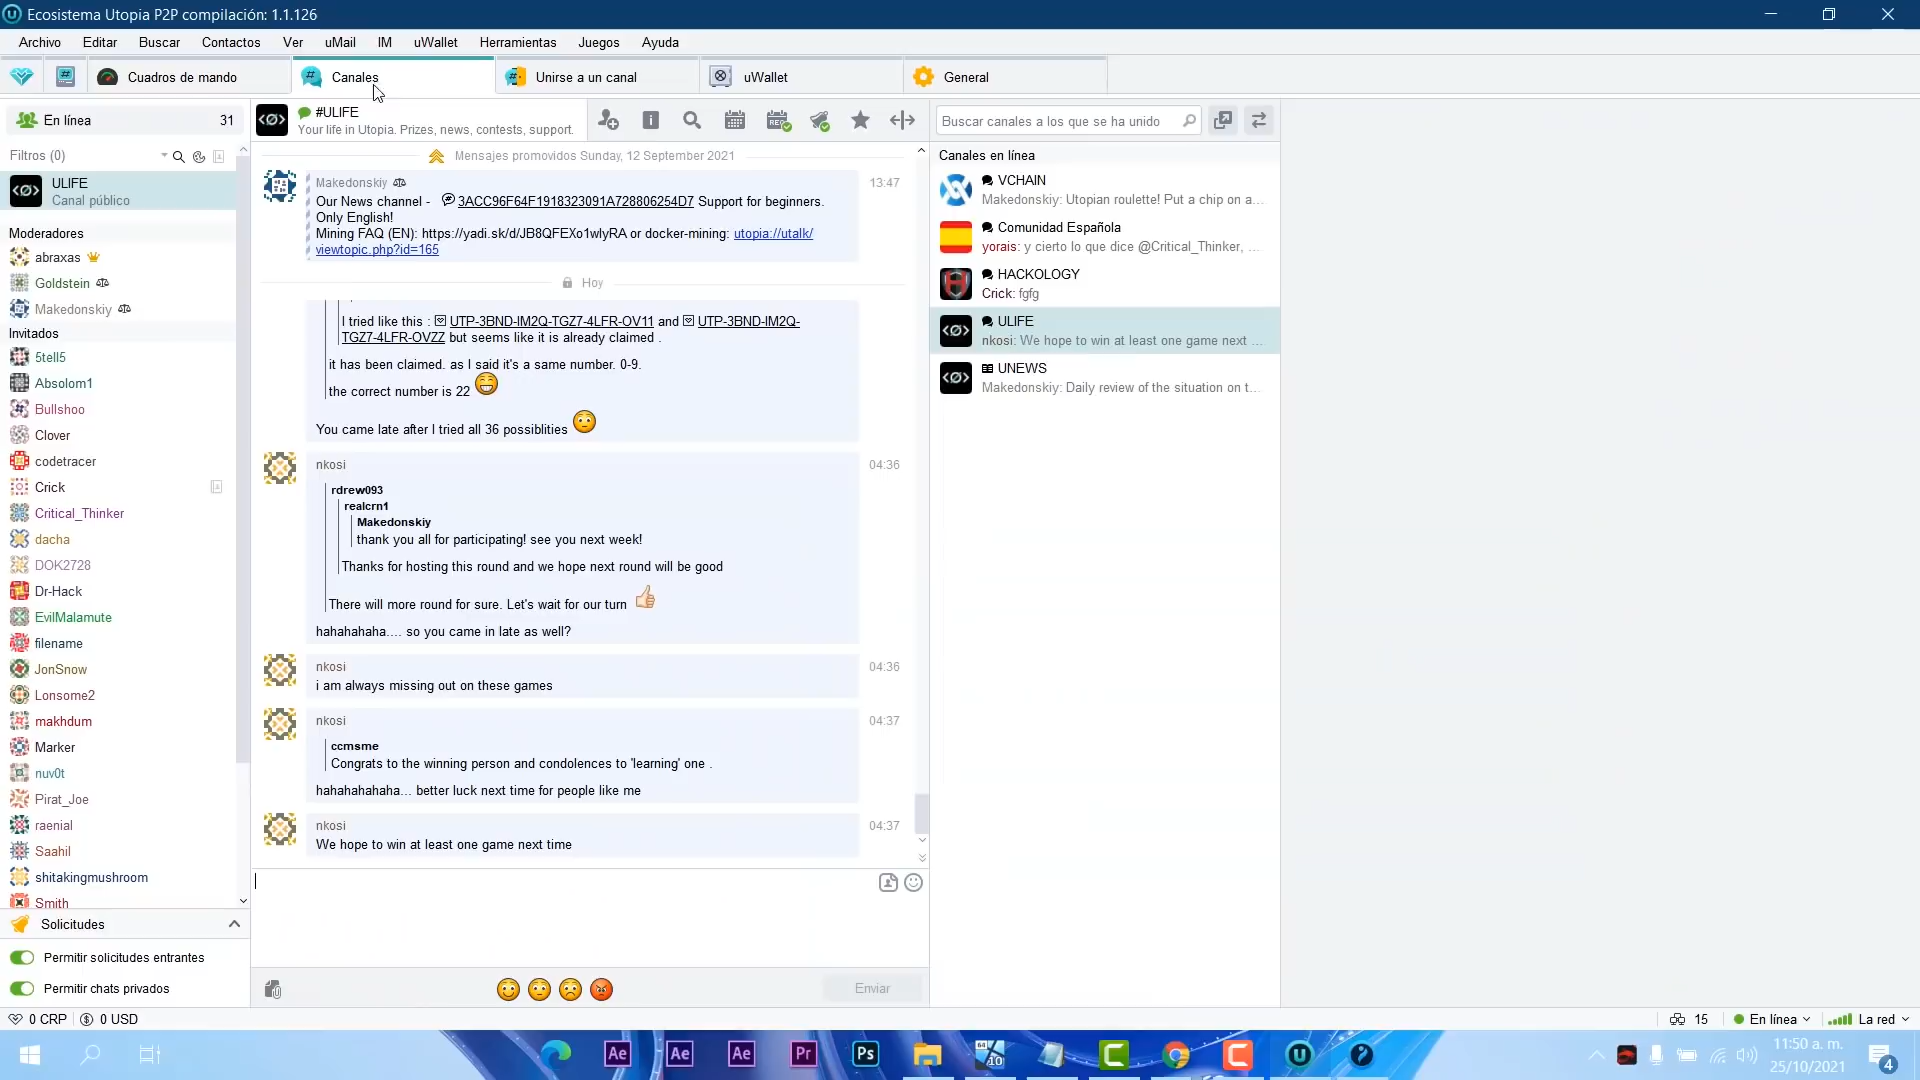 Ecosistema Utopia P2P compilación: 1.1.126
Archivo Editar Buscar Contactos Ver uMail IM uWallet Herramientas Juegos Ayuda
Cuadros de mando Canales Unirse a un canal uWallet General
En línea 31
Filtros (0)
ULIFE
Canal público
Moderadores
abraxas
Goldstein
Makedonskiy
Invitados
5tell5
Absolom1
Bullshoo
Clover
codetracer
Crick
Critical_Thinker
dacha
DOK2728
Dr-Hack
EvilMalamute
filename
JonSnow
Lonsome2
makhdum
Marker
nuv0t
Pirat_Joe
raenial
Saahil
shitakingmushroom
Smith
Solicitudes
Permitir solicitudes entrantes
Permitir chats privados
#ULIFE
Your life in Utopia. Prizes, news, contests, support.
Mensajes promovidos Sunday, 12 September 2021
Makedonskiy 13:47
Our News channel - 3ACC96F64F1918323091A728806254D7 Support for beginners.
Only English!
Mining FAQ (EN): https://yadi.sk/d/JB8QFEXo1wlyRA or docker-mining: utopia://utalk/
viewtopic.php?id=165
Hoy
I tried like this : UTP-3BND-IM2Q-TGZ7-4LFR-OV11 and UTP-3BND-IM2Q-
TGZ7-4LFR-OVZZ but seems like it is already claimed .
it has been claimed. as I said it's a same number. 0-9.
the correct number is 22
You came late after I tried all 36 possiblities
nkosi 04:36
rdrew093
realcrn1
Makedonskiy
thank you all for participating! see you next week!
Thanks for hosting this round and we hope next round will be good
There will more round for sure. Let's wait for our turn
hahahahaha.... so you came in late as well?
nkosi 04:36
i am always missing out on these games
nkosi 04:37
ccmsme
Congrats to the winning person and condolences to 'learning' one .
hahahahahaha... better luck next time for people like me
nkosi 04:37
We hope to win at least one game next time
Enviar
Buscar canales a los que se ha unido
Canales en línea
VCHAIN
Makedonskiy: Utopian roulette! Put a chip on a...
Comunidad Española
yorais: y cierto lo que dice @Critical_Thinker, ...
HACKOLOGY
Crick: fgfg
ULIFE
nkosi: We hope to win at least one game next ...
UNEWS
Makedonskiy: Daily review of the situation on t...
0 CRP 0 USD
15 En línea La red
Ae Ae Ae Pr Ps
64
10
11:50 a. m.
25/10/2021
4